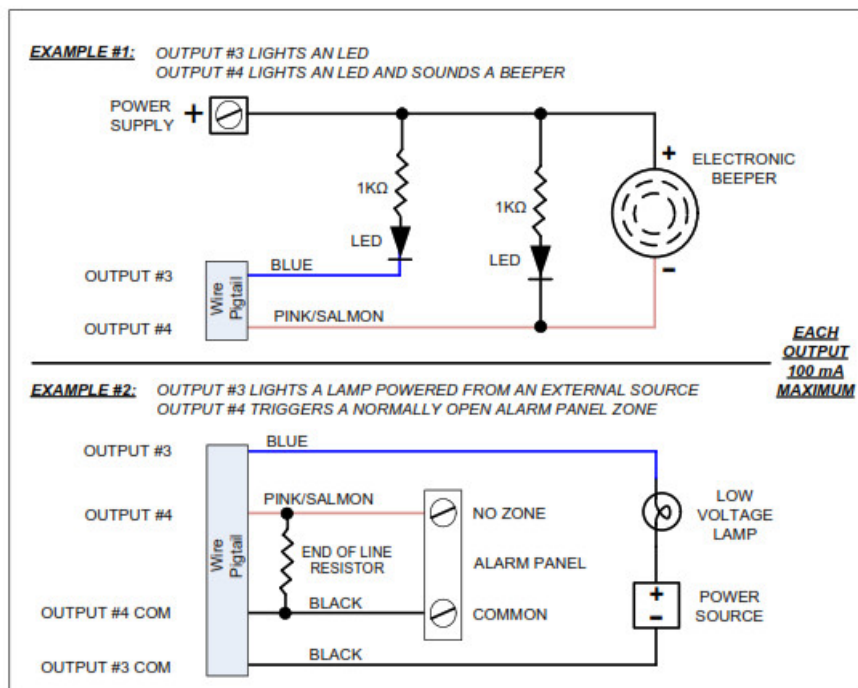 EXAMPLE #1: OUTPUT #3 LIGHTS AN LED
OUTPUT #4 LIGHTS AN LED AND SOUNDS A BEEPER
POWER
SUPPLY
+
+
ELECTRONIC
BEEPER
1KΩ
1KΩ
LED
LED
OUTPUT #3
BLUE
Wire
Pigtail
OUTPUT #4
PINK/SALMON
–
EACH
OUTPUT
100 mA
MAXIMUM
EXAMPLE #2: OUTPUT #3 LIGHTS A LAMP POWERED FROM AN EXTERNAL SOURCE
OUTPUT #4 TRIGGERS A NORMALLY OPEN ALARM PANEL ZONE
OUTPUT #3
BLUE
OUTPUT #4
PINK/SALMON
NO ZONE
LOW
VOLTAGE
LAMP
Wire
Pigtail
END OF LINE
RESISTOR
ALARM PANEL
OUTPUT #4 COM
BLACK
COMMON
+
–
POWER
SOURCE
OUTPUT #3 COM
BLACK